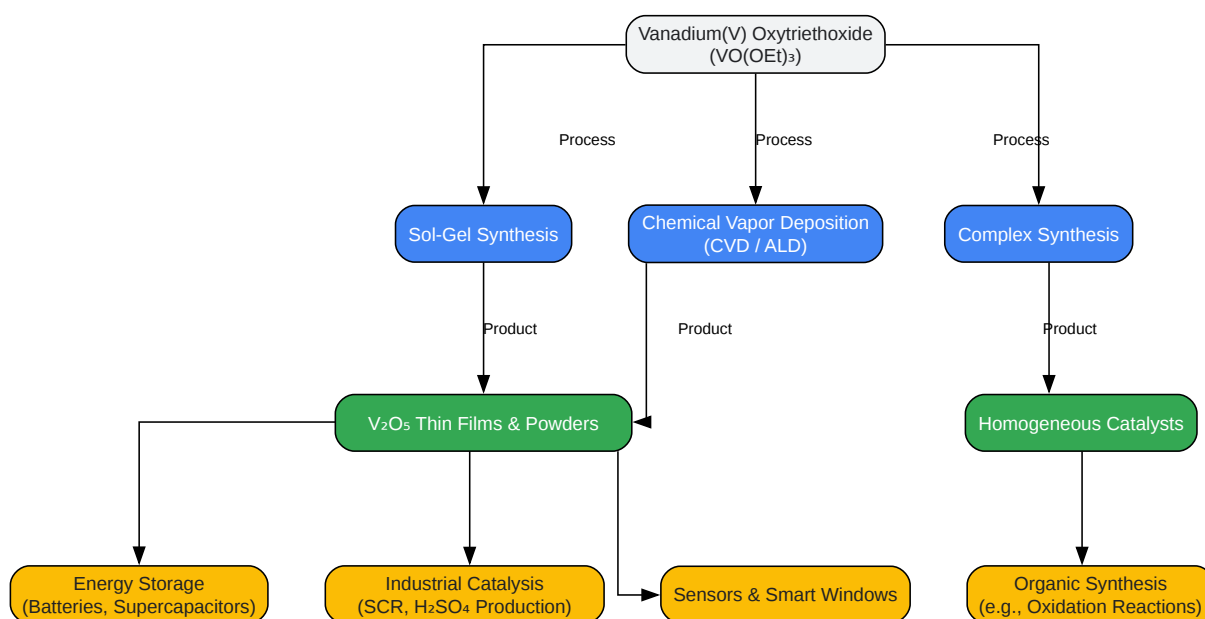 Vanadium(V) Oxytriethoxide
(VO(OEt)₃)
Process
Process
Process
Sol-Gel Synthesis
Chemical Vapor Deposition
(CVD / ALD)
Complex Synthesis
Product
Product
Product
V₂O₅ Thin Films & Powders
Homogeneous Catalysts
Energy Storage
(Batteries, Supercapacitors)
Industrial Catalysis
(SCR, H₂SO₄ Production)
Sensors & Smart Windows
Organic Synthesis
(e.g., Oxidation Reactions)